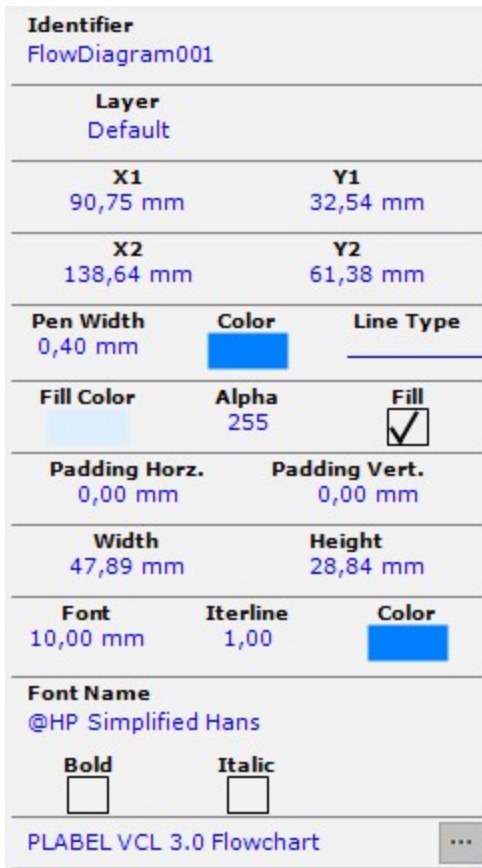 Identifier
FlowDiagram001
Layer
Default
X1 Y1
90,75 mm 32,54 mm
X2 Y2
138,64 mm 61,38 mm
Pen Width Color Line Type
0,40 mm
Fill Color Alpha Fill
255
Padding Horz. Padding Vert.
0,00 mm 0,00 mm
Width Height
47,89 mm 28,84 mm
Font Iterline Color
10,00 mm 1,00
Font Name
@HP Simplified Hans
Bold Italic
PLABEL VCL 3.0 Flowchart ...